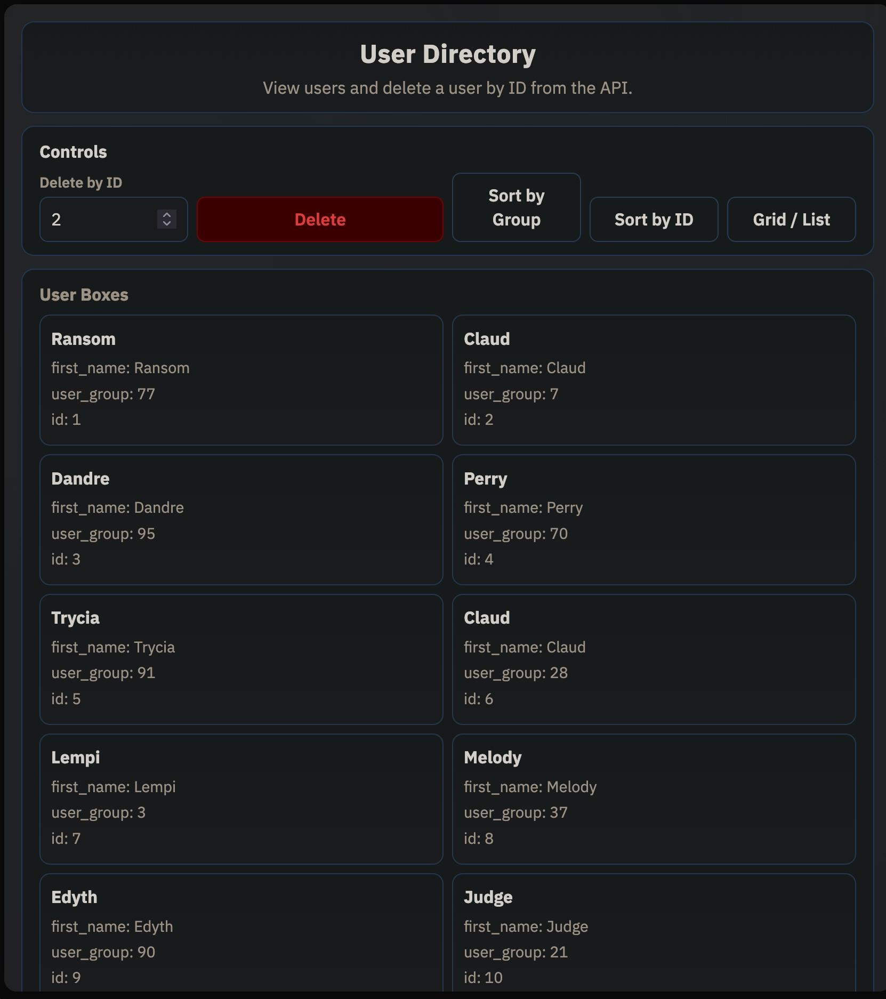 User Directory
View users and delete a user by ID from the API.
Controls
Delete by ID
2
Delete
Sort by
Group
Sort by ID
Grid / List
User Boxes
Ransom
first_name: Ransom
user_group: 77
id: 1
Claud
first_name: Claud
user_group: 7
id: 2
Dandre
first_name: Dandre
user_group: 95
id: 3
Perry
first_name: Perry
user_group: 70
id: 4
Trycia
first_name: Trycia
user_group: 91
id: 5
Claud
first_name: Claud
user_group: 28
id: 6
Lempi
first_name: Lempi
user_group: 3
id: 7
Melody
first_name: Melody
user_group: 37
id: 8
Edyth
first_name: Edyth
user_group: 90
id: 9
Judge
first_name: Judge
user_group: 21
id: 10